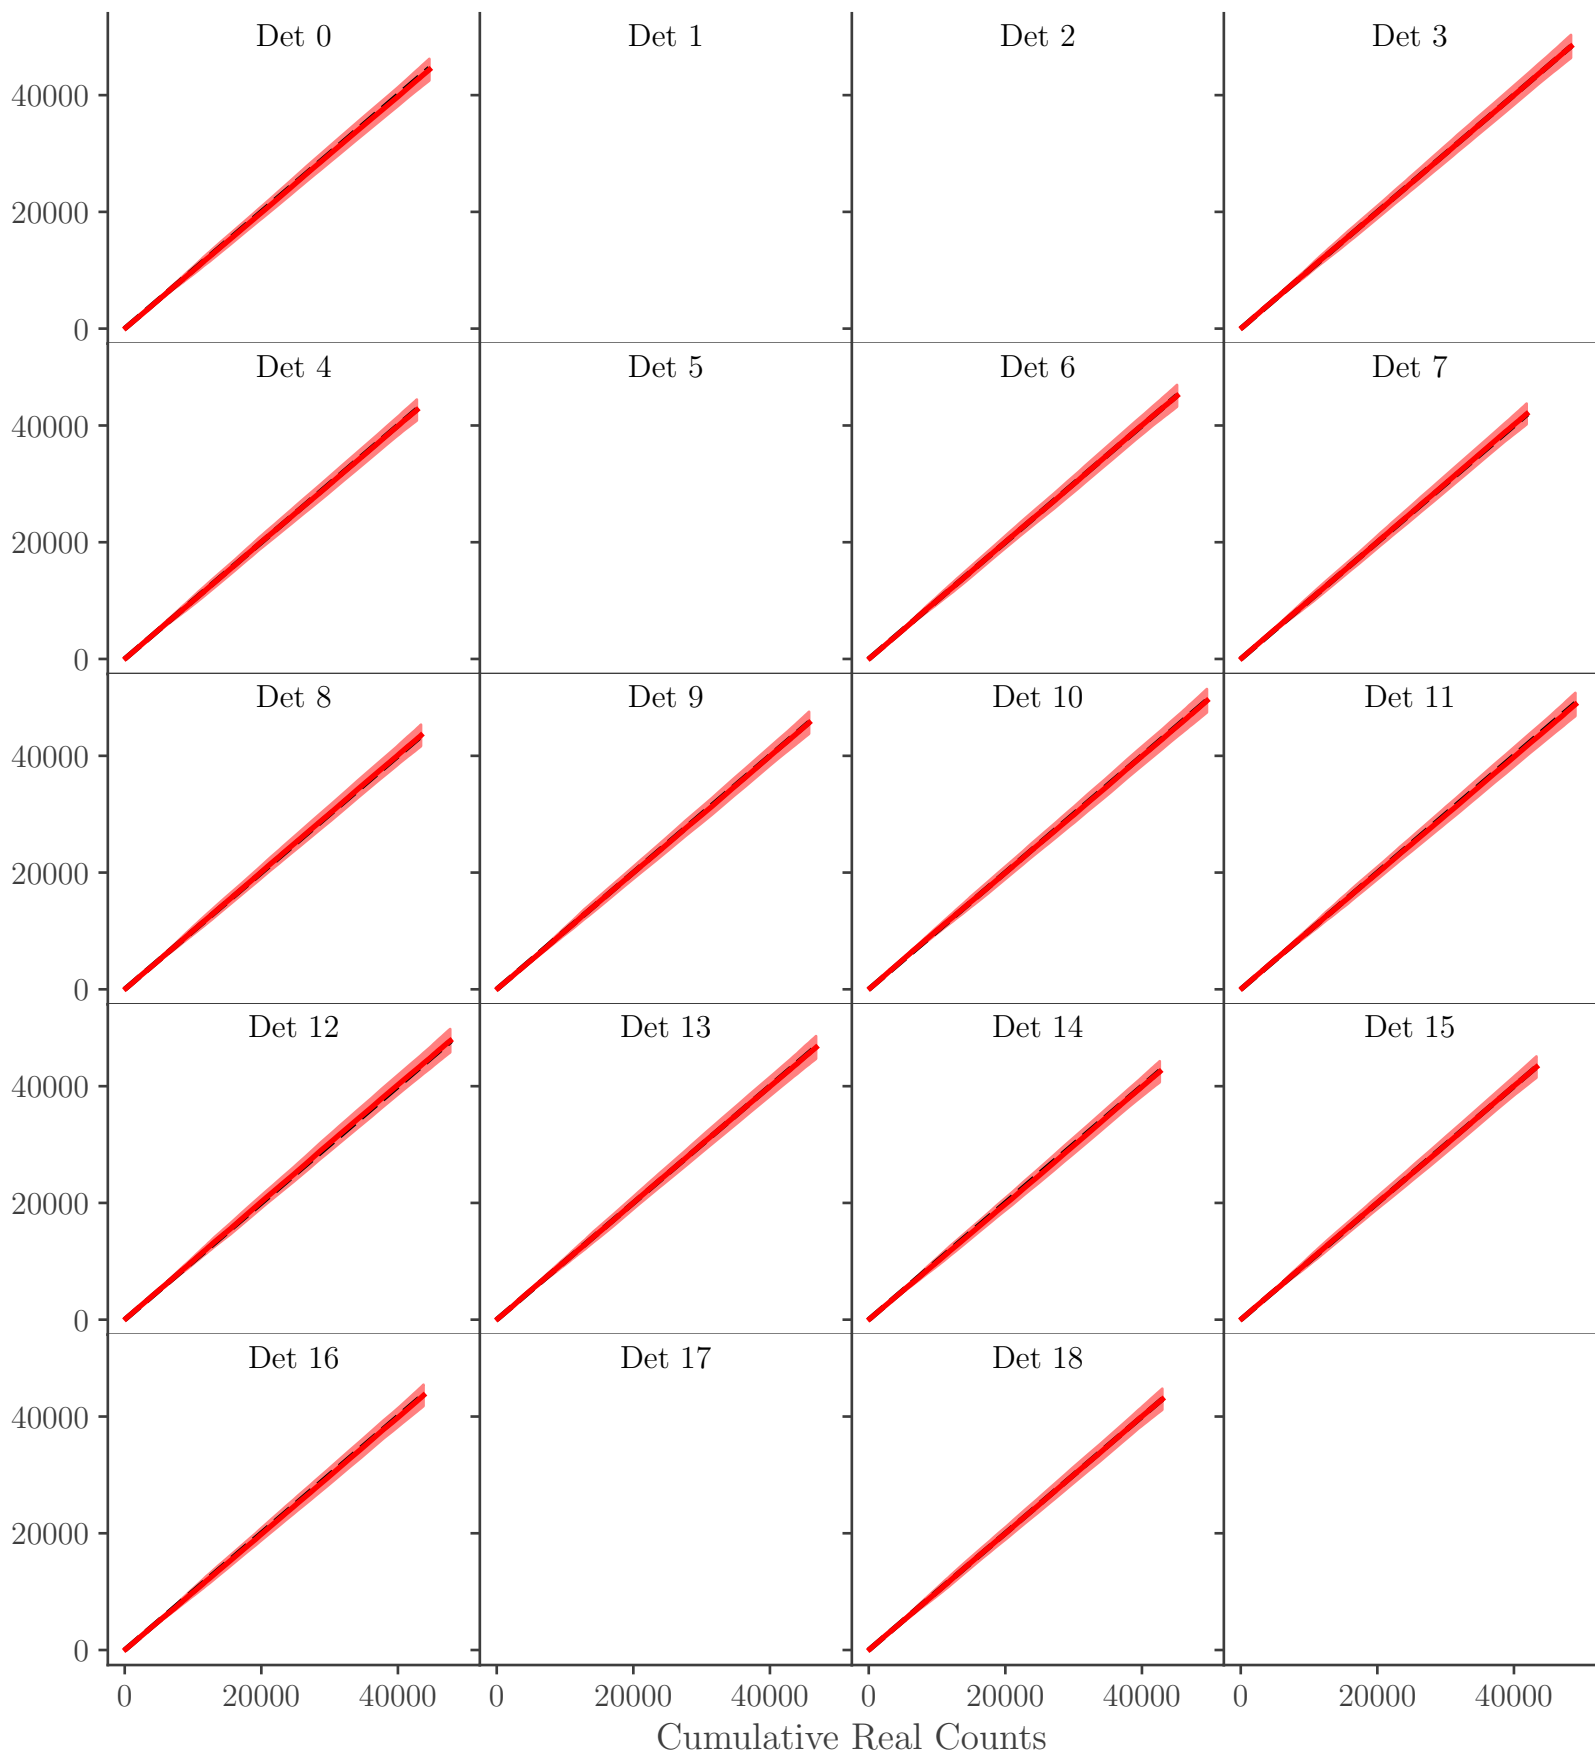 Det 0 Det 1 Det 2 Det 3
40000
20000
0
Det 4 Det 5 Det 6 Det 7
40000
20000
0
Det 8 Det 9 Det 10 Det 11
40000
20000
0
Det 12 Det 13 Det 14 Det 15
40000
20000
0
Det 16 Det 17 Det 18
40000
20000
0
0 20000 40000 0 20000 40000 0 20000 40000 0 20000 40000
Cumulative Real Counts